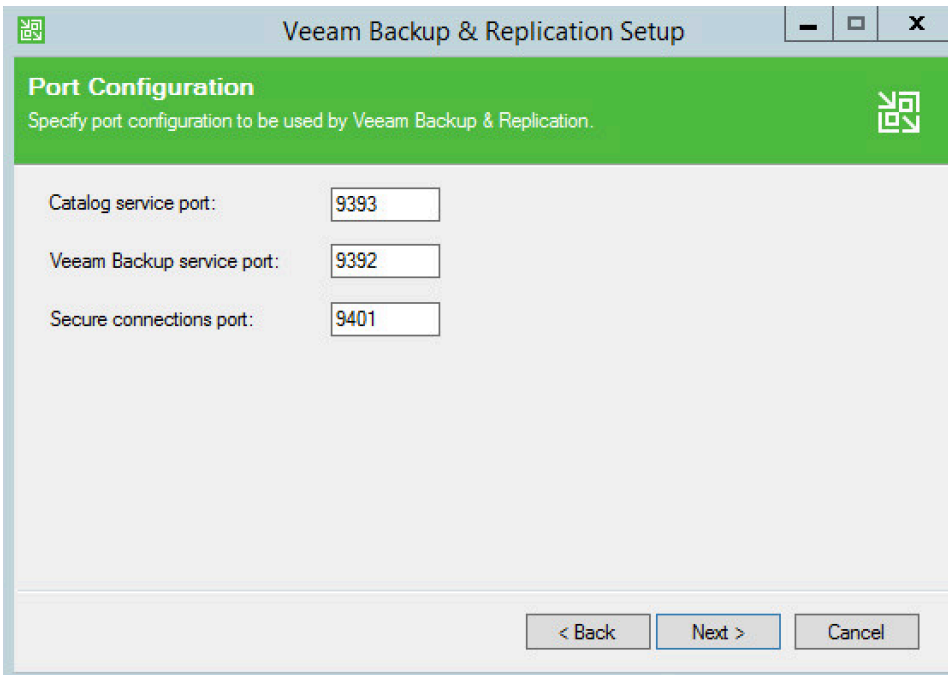 Veeam Backup & Replication Setup
Port Configuration
Specify port configuration to be used by Veeam Backup & Replication.
Catalog service port: 9393
Veeam Backup service port: 9392
Secure connections port: 9401
< Back Next > Cancel